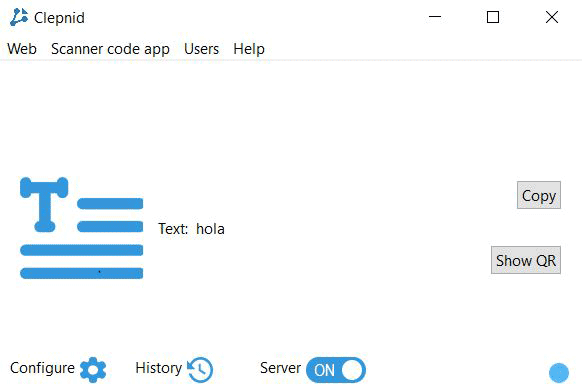 Clepnid
Web Scanner code app Users Help
Copy
Text: hola
Show QR
Configure History Server ON